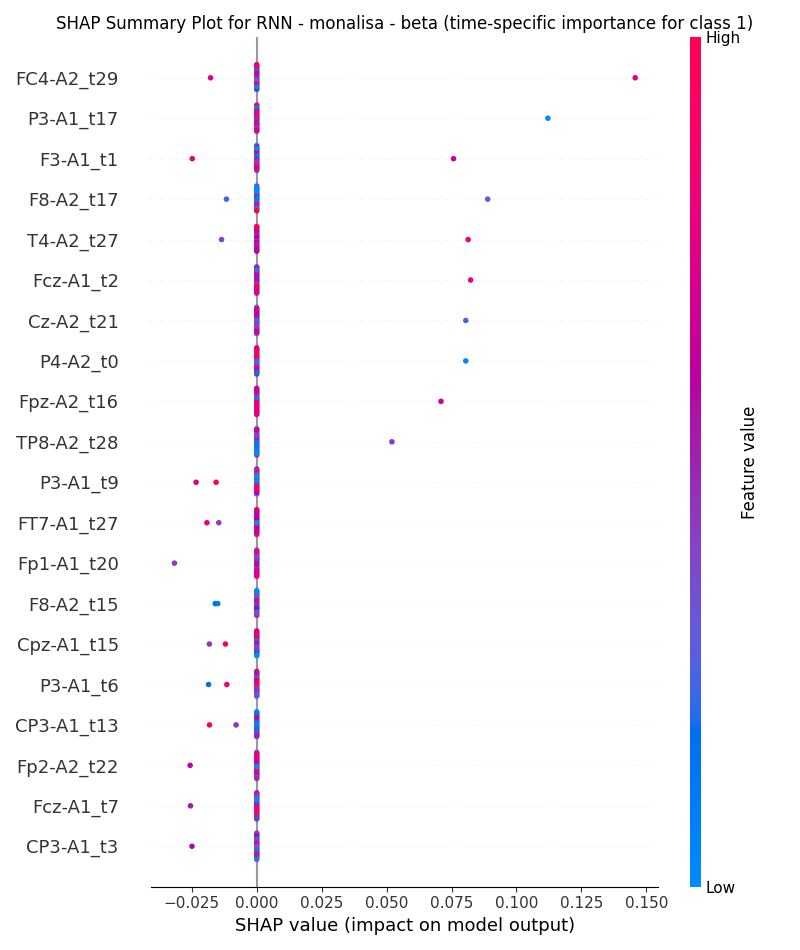 SHAP Summary Plot for RNN - monalisa - beta (time-specific importance for class 1)
High
FC4-A2_t29
P3-A1_t17
F3-A1_t1
F8-A2_t17
T4-A2_t27
Fcz-A1_t2
Cz-A2_t21
P4-A2_t0
Fpz-A2_t16
TP8-A2_t28
P3-A1_t9
FT7-A1_t27
Fp1-A1_t20
F8-A2_t15
Cpz-A1_t15
P3-A1_t6
CP3-A1_t13
Fp2-A2_t22
Fcz-A1_t7
CP3-A1_t3
Feature value
Low
−0.025 0.000 0.025 0.050 0.075 0.100 0.125 0.150
SHAP value (impact on model output)